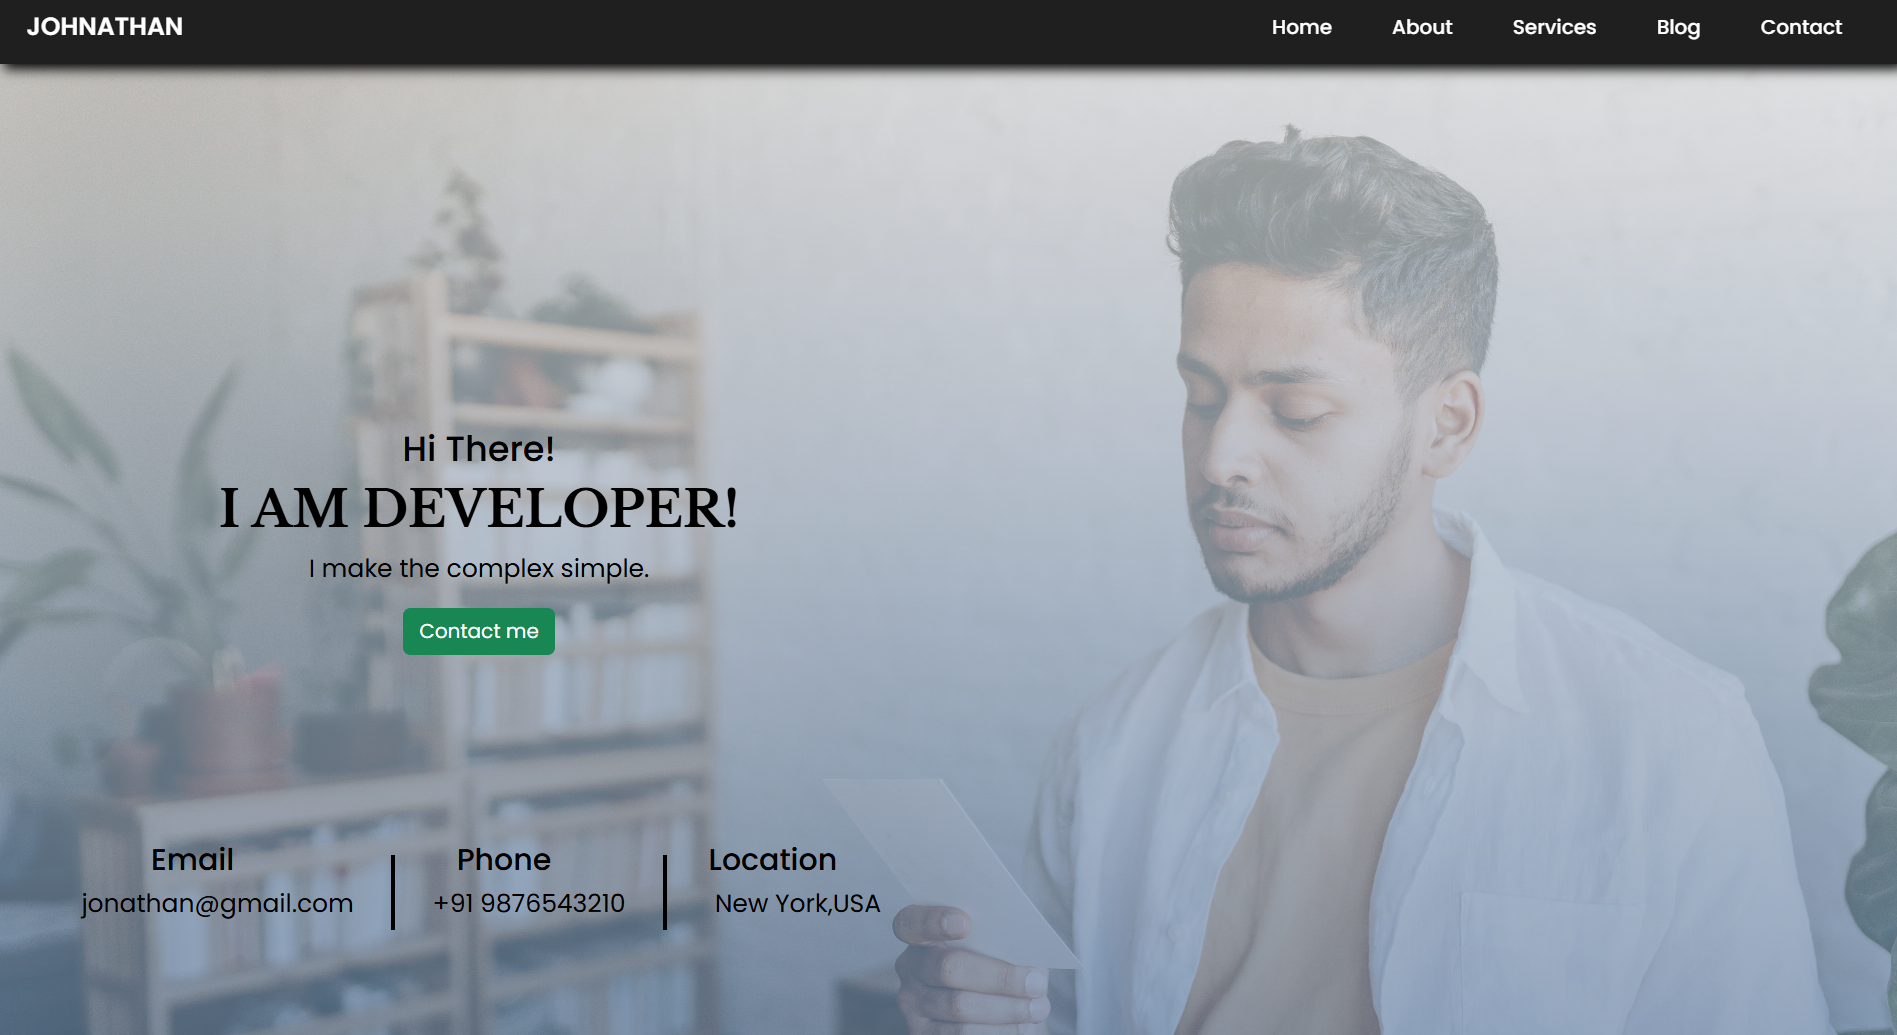 JOHNATHAN
Home About Services Blog Contact
Hi There!
I AM DEVELOPER!
I make the complex simple.
Contact me
Email Phone Location
jonathan@gmail.com +91 9876543210 New York,USA